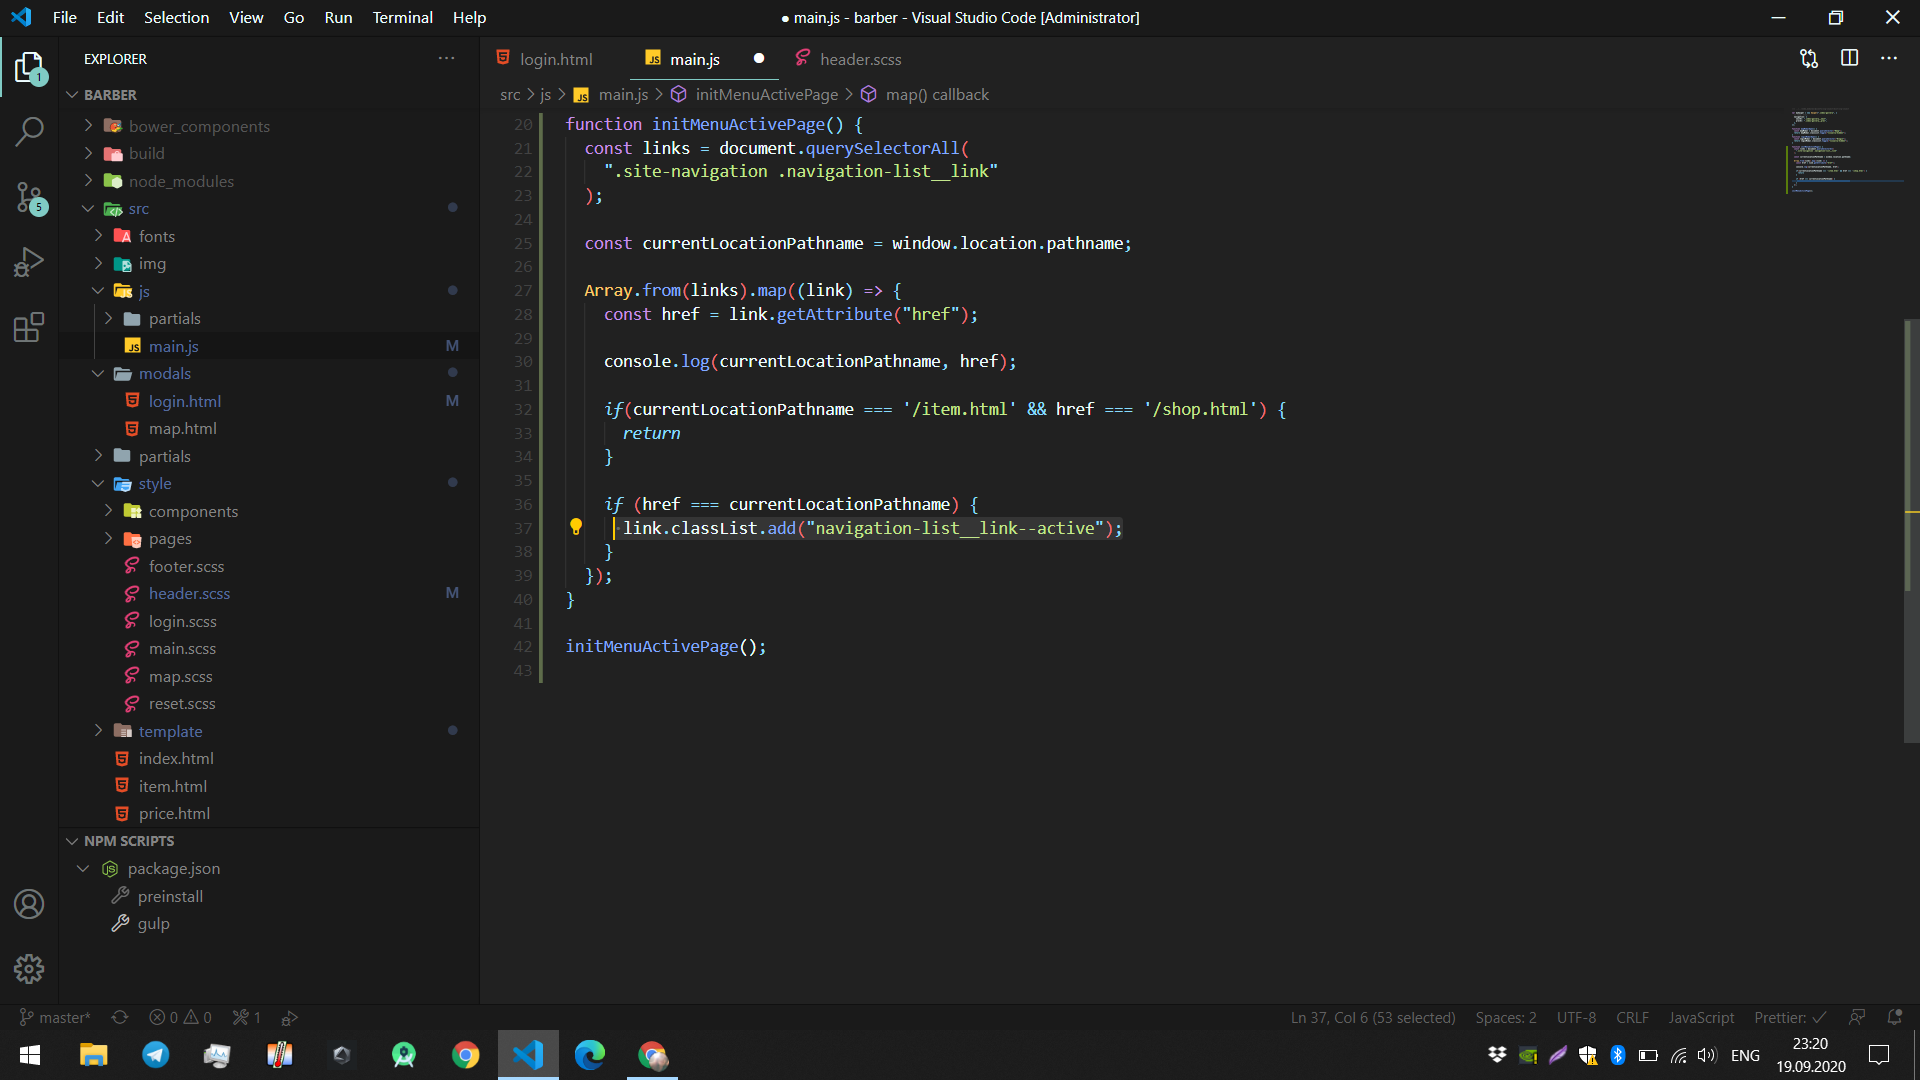 File Edit Selection View Go Run Terminal Help
● main.js - barber - Visual Studio Code [Administrator]
EXPLORER
login.html
JS main.js
header.scss
BARBER
src > js > JS main.js > initMenuActivePage > map() callback
1
5
bower_components
build
node_modules
src
fonts
img
js
partials
JS main.js M
modals
login.html M
map.html
partials
style
components
pages
footer.scss
header.scss M
login.scss
main.scss
map.scss
reset.scss
template
index.html
item.html
price.html
NPM SCRIPTS
package.json
preinstall
gulp
20 function initMenuActivePage() {
21 const links = document.querySelectorAll(
22 ".site-navigation .navigation-list__link"
23 );
24
25 const currentLocationPathname = window.location.pathname;
26
27 Array.from(links).map((link) => {
28 const href = link.getAttribute("href");
29
30 console.log(currentLocationPathname, href);
31
32 if(currentLocationPathname === '/item.html' && href === '/shop.html') {
33 return
34 }
35
36 if (href === currentLocationPathname) {
37 link.classList.add("navigation-list__link--active");
38 }
39 });
40 }
41
42 initMenuActivePage();
43
master* 0 0 1
Ln 37, Col 6 (53 selected) Spaces: 2 UTF-8 CRLF JavaScript Prettier: ✓
ENG
23:20
19.09.2020